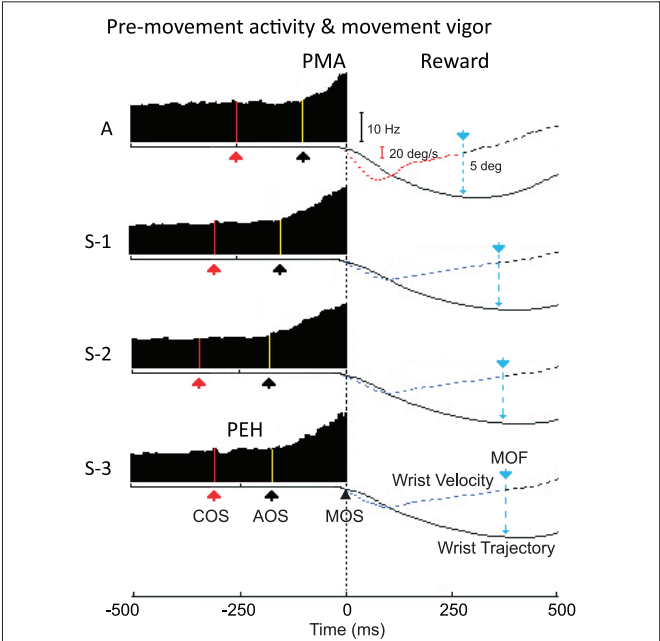 Pre-movement activity & movement vigor
PMA
Reward
A
10 Hz
20 deg/s
5 deg
S-1
S-2
PEH
S-3
MOF
Wrist Velocity
COS
AOS
MOS
Wrist Trajectory
-500
-250
0
250
500
Time (ms)